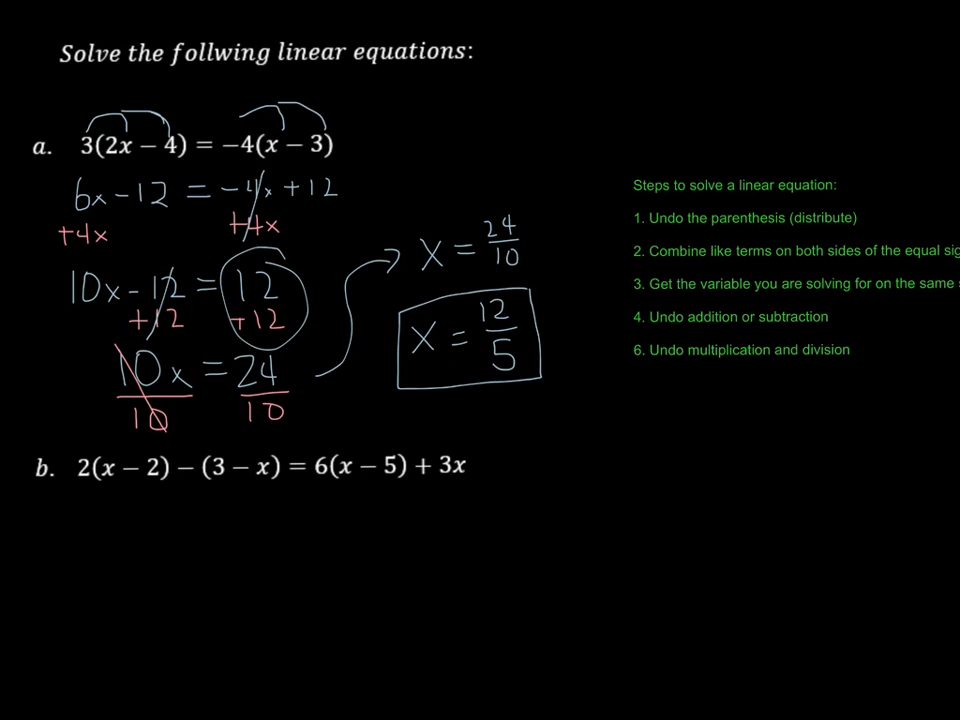 Solve the follwing linear equations:
a. 3(2x − 4) = −4(x − 3)
6x − 12 = −4x + 12
+4x +4x
10x − 12 = 12
+12 +12
10x = 24
10 10
x = 24/10
x = 12/5
b. 2(x − 2) − (3 − x) = 6(x − 5) + 3x
Steps to solve a linear equation:
1. Undo the parenthesis (distribute)
2. Combine like terms on both sides of the equal sig
3. Get the variable you are solving for on the same
4. Undo addition or subtraction
6. Undo multiplication and division